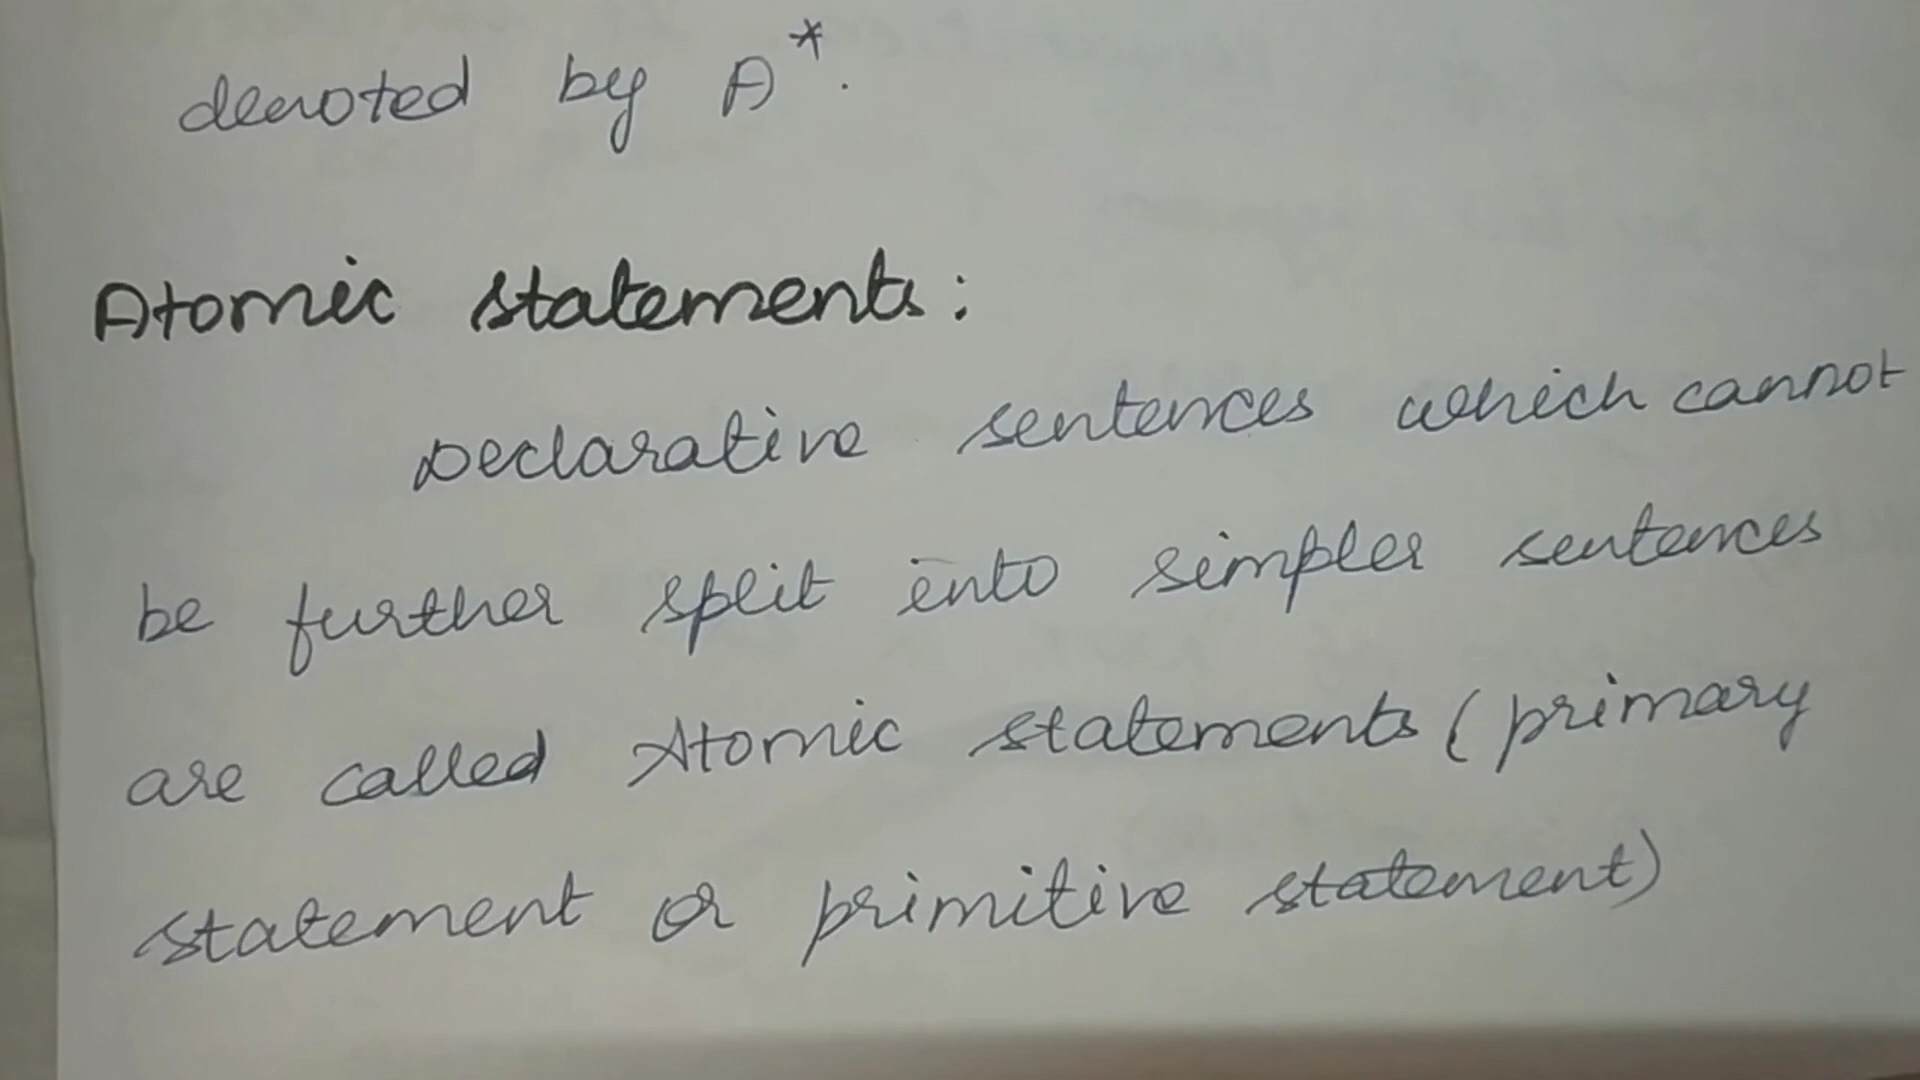 denoted by A*.
Atomic statements:
Declarative sentences which cannot
be further split into simpler sentences
are called Atomic statements (primary
statement or primitive statement)